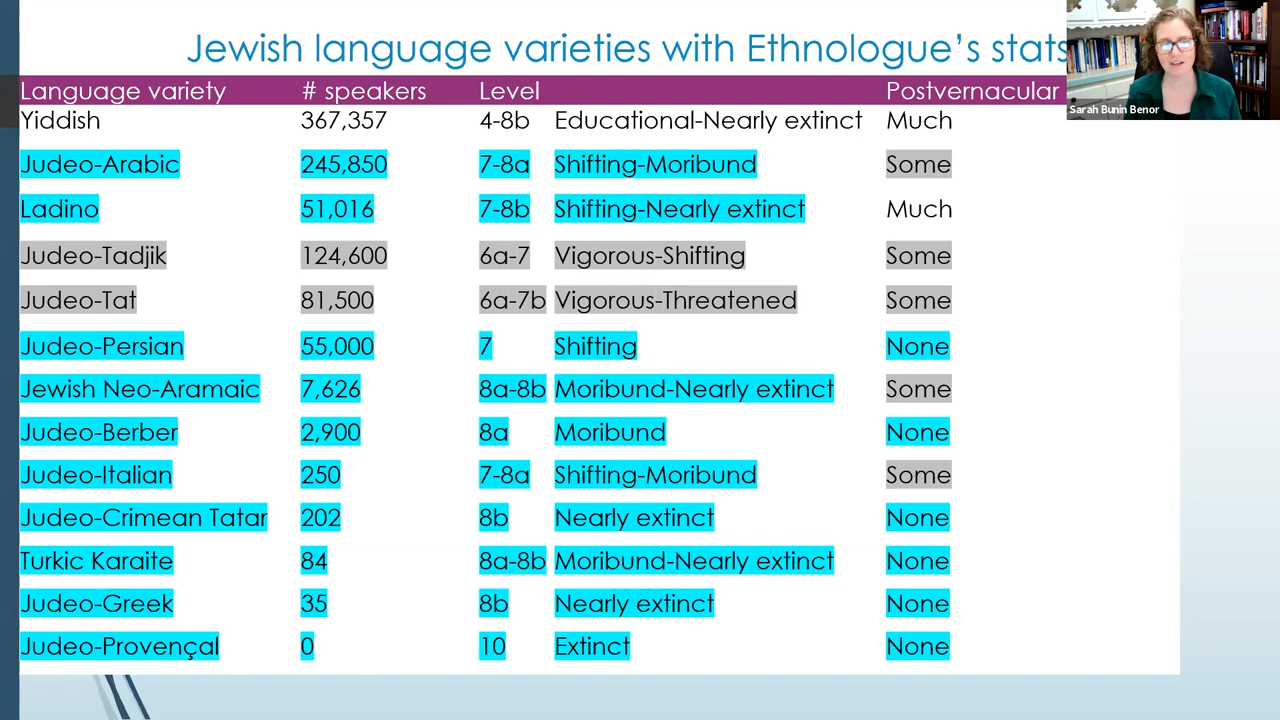 Jewish language varieties with Ethnologue's stats
Sarah Bunin Benor
Language variety # speakers Level Postvernacular
Yiddish 367,357 4-8b Educational-Nearly extinct Much
Judeo-Arabic 245,850 7-8a Shifting-Moribund Some
Ladino 51,016 7-8b Shifting-Nearly extinct Much
Judeo-Tadjik 124,600 6a-7 Vigorous-Shifting Some
Judeo-Tat 81,500 6a-7b Vigorous-Threatened Some
Judeo-Persian 55,000 7 Shifting None
Jewish Neo-Aramaic 7,626 8a-8b Moribund-Nearly extinct Some
Judeo-Berber 2,900 8a Moribund None
Judeo-Italian 250 7-8a Shifting-Moribund Some
Judeo-Crimean Tatar 202 8b Nearly extinct None
Turkic Karaite 84 8a-8b Moribund-Nearly extinct None
Judeo-Greek 35 8b Nearly extinct None
Judeo-Provençal 0 10 Extinct None